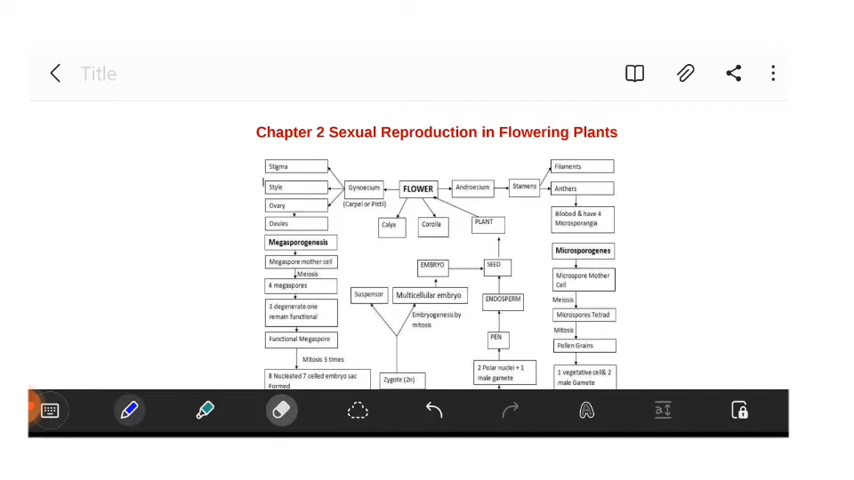 Title
Chapter 2 Sexual Reproduction in Flowering Plants
Stigma
Style
Ovary
Ovules
Gynoecium
(Carpel or Pistil)
FLOWER
Androecium
Stamens
Filaments
Anthers
Bilobed & have 4
Microsporangia
Calyx
Corolla
PLANT
Megasporogenesis
Megaspore mother cell
Meiosis
4 megaspores
3 degenerate one
remain functional
Functional Megaspore
Mitosis 3 times
8 Nucleated 7 celled embryo sac
Formed
EMBRYO
SEED
Suspensor
Multicellular embryo
ENDOSPERM
Embryogenesis by
mitosis
PEN
Zygote (2n)
2 Polar nuclei + 1
male gamete
Microsporogenes
Microspore Mother
Cell
Meiosis
Microspores Tetrad
Mitosis
Pollen Grains
1 vegetative cell& 2
male Gamete